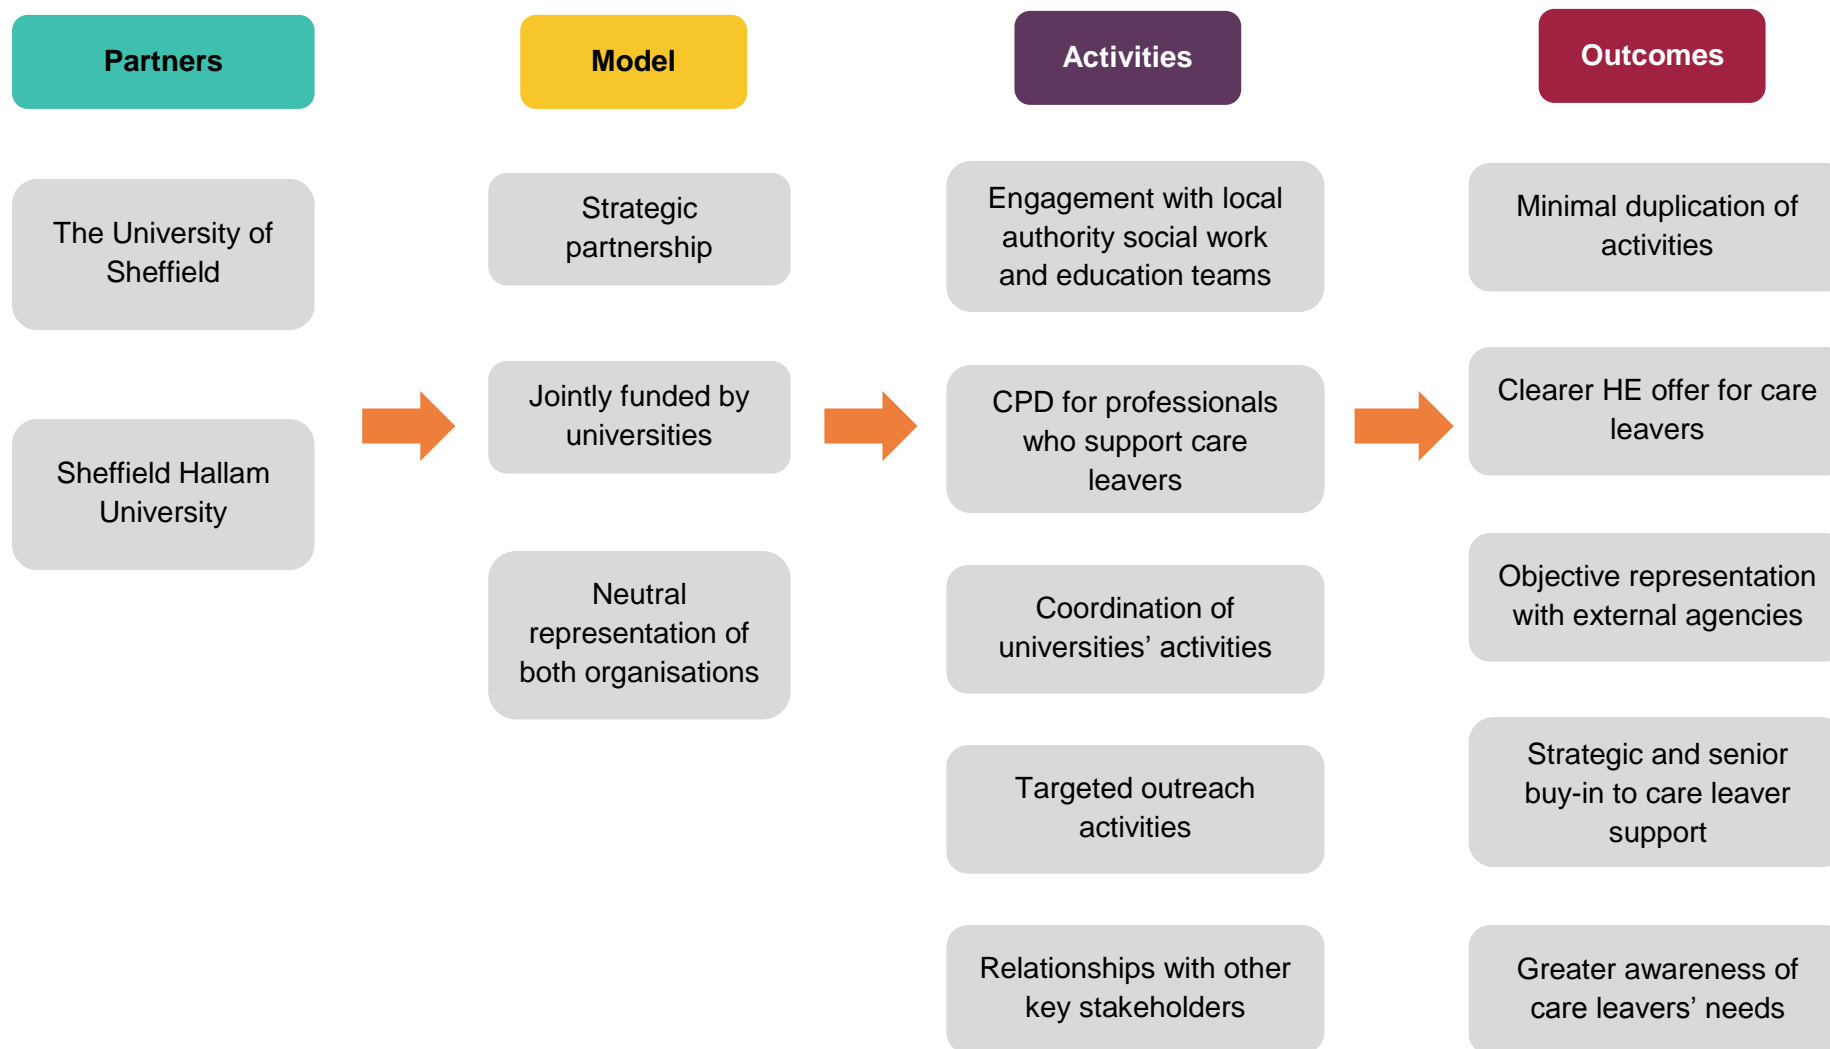 Partners
Model
Activities
Outcomes
The University of
Sheffield
Sheffield Hallam
University
Strategic
partnership
Jointly funded by
universities
Neutral
representation of
both organisations
Engagement with local
authority social work
and education teams
CPD for professionals
who support care
leavers
Coordination of
universities’ activities
Targeted outreach
activities
Relationships with other
key stakeholders
Minimal duplication of
activities
Clearer HE offer for care
leavers
Objective representation
with external agencies
Strategic and senior
buy-in to care leaver
support
Greater awareness of
care leavers’ needs